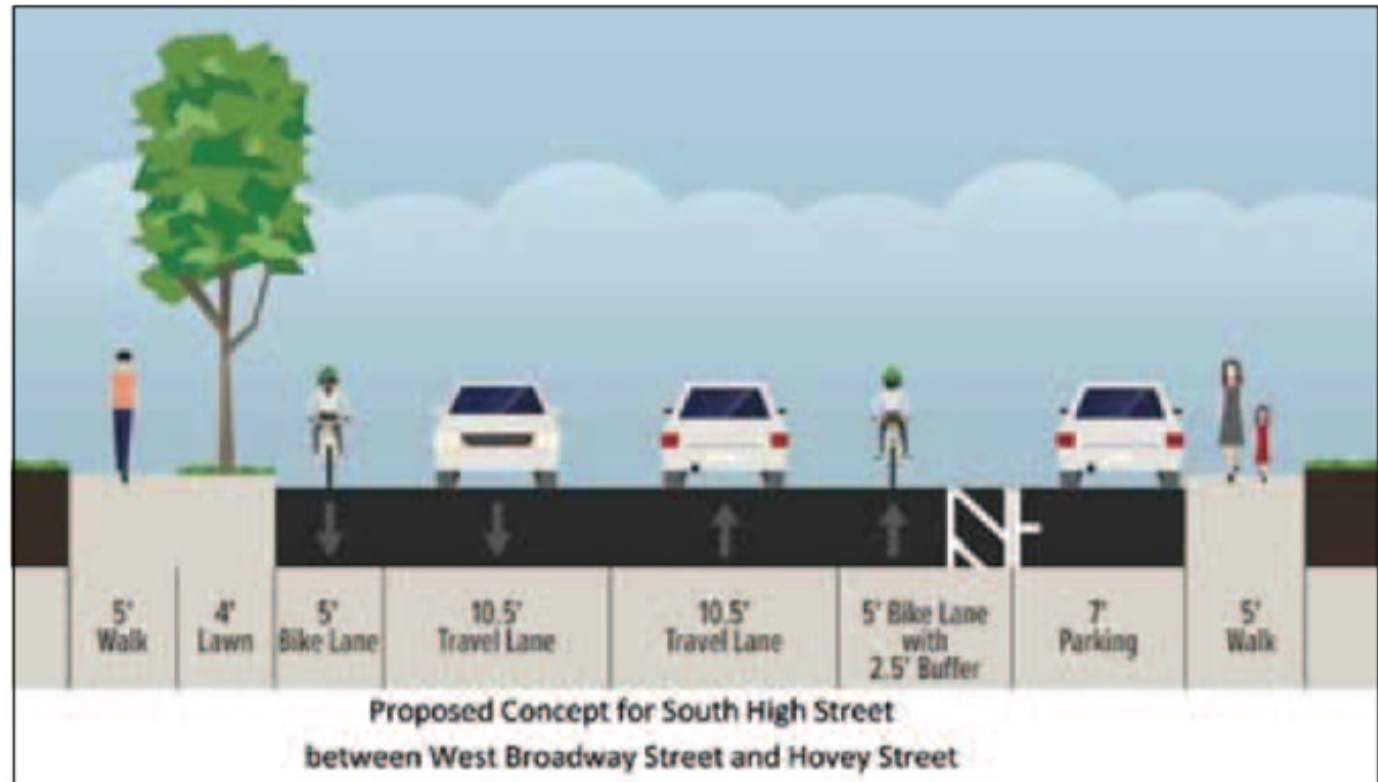 5'
Walk
4'
Lawn
5'
Bike Lane
10.5'
Travel Lane
10.5'
Travel Lane
5' Bike Lane
with
2.5' Buffer
7'
Parking
5'
Walk
Proposed Concept for South High Street
between West Broadway Street and Hovey Street